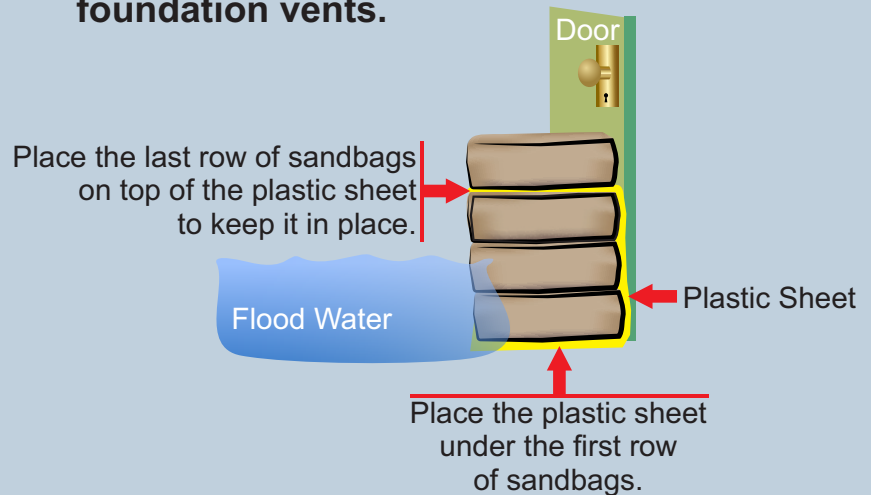 foundation vents.
Door
Place the last row of sandbags
on top of the plastic sheet
to keep it in place.
Flood Water
Plastic Sheet
Place the plastic sheet
under the first row
of sandbags.